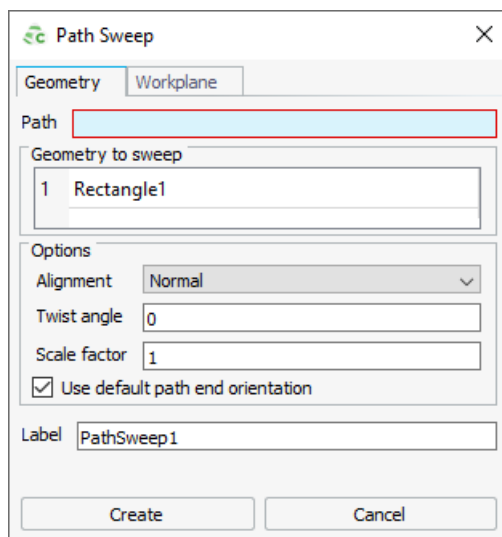 Path Sweep
Geometry Workplane
Path
Geometry to sweep
1 Rectangle1
Options
Alignment Normal
Twist angle 0
Scale factor 1
Use default path end orientation
Label PathSweep1
Create Cancel